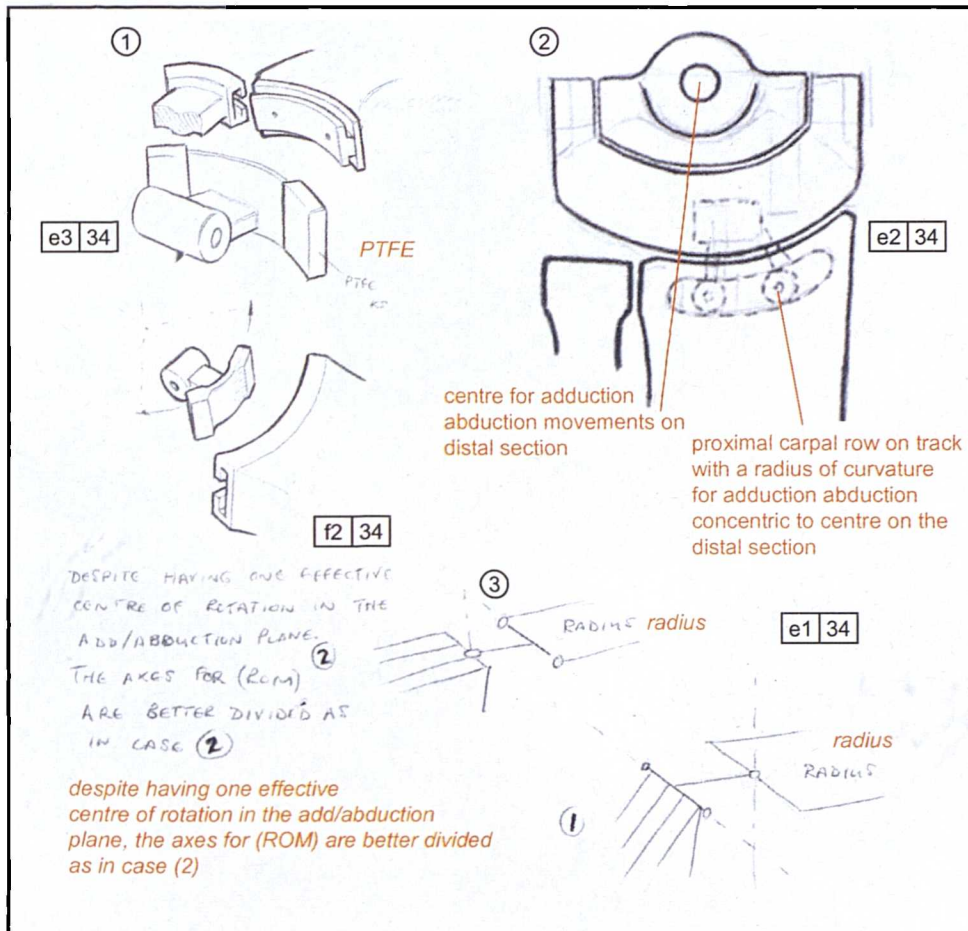 1
2
e3 34
PTFE
PTFE
e2 34
centre for adduction
abduction movements on
distal section
proximal carpal row on track
with a radius of curvature
for adduction abduction
concentric to centre on the
distal section
f2 34
DESPITE HAVING ONE EFFECTIVE
CENTRE OF ROTATION IN THE
ADD/ABDUCTION PLANE.
2
THE AXES FOR (ROM)
ARE BETTER DIVIDED AS
IN CASE 2
despite having one effective
centre of rotation in the add/abduction
plane, the axes for (ROM) are better divided
as in case (2)
3
RADIUS radius
e1 34
radius
RADIUS
1